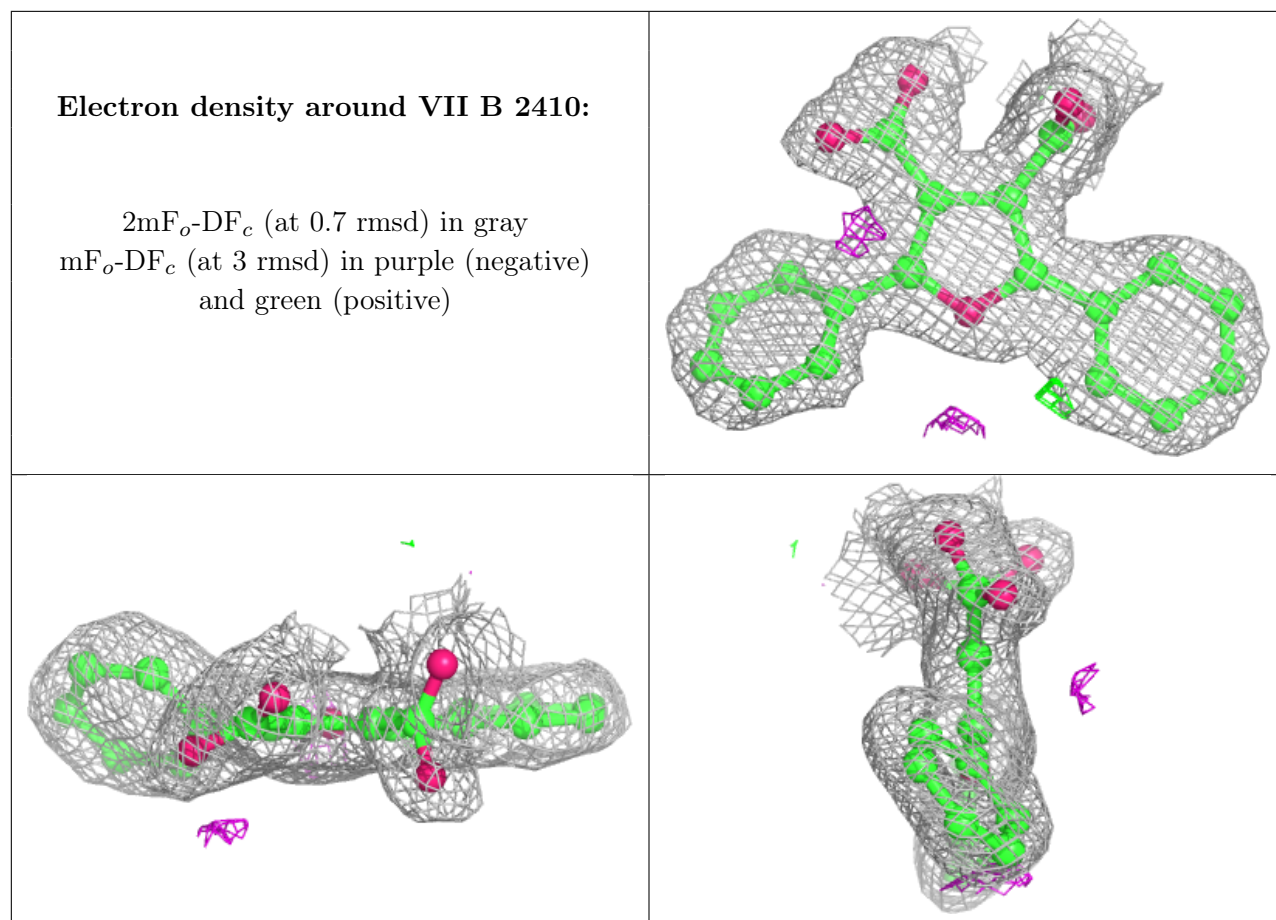 Electron density around VII B 2410:
2mFo-DFc (at 0.7 rmsd) in gray
mFo-DFc (at 3 rmsd) in purple (negative)
and green (positive)